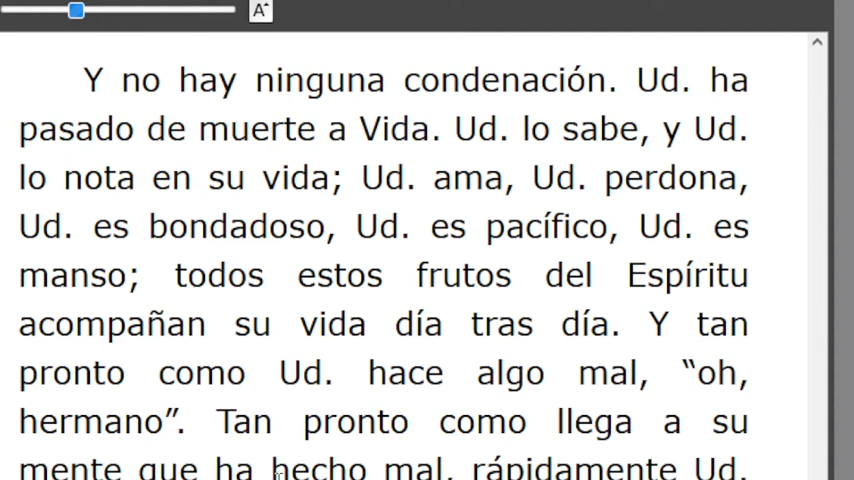 A
Y no hay ninguna condenación. Ud. ha
pasado de muerte a Vida. Ud. lo sabe, y Ud.
lo nota en su vida; Ud. ama, Ud. perdona,
Ud. es bondadoso, Ud. es pacífico, Ud. es
manso; todos estos frutos del Espíritu
acompañan su vida día tras día. Y tan
pronto como Ud. hace algo mal, “oh,
hermano”. Tan pronto como llega a su
mente que ha hecho mal, rápidamente Ud.